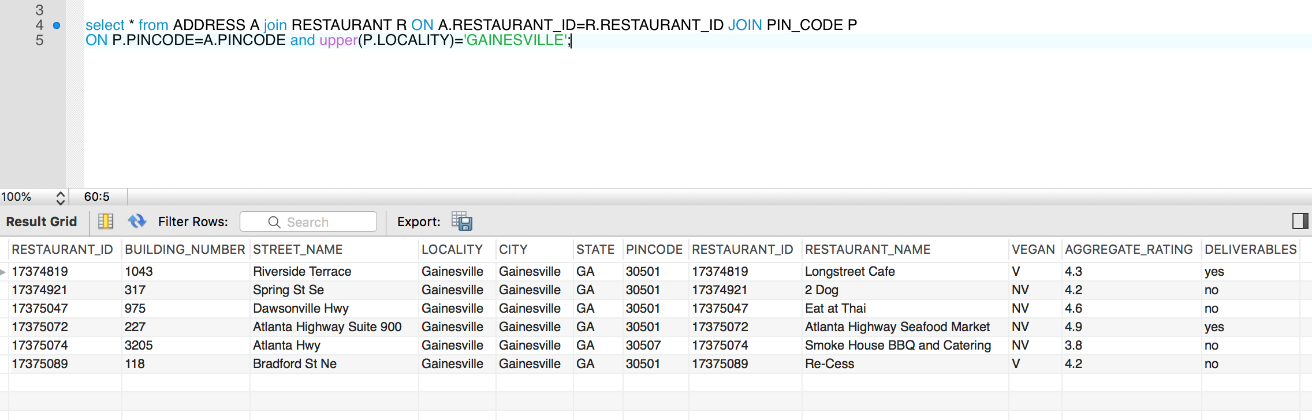 3
4 select * from ADDRESS A join RESTAURANT R ON A.RESTAURANT_ID=R.RESTAURANT_ID JOIN PIN_CODE P
5 ON P.PINCODE=A.PINCODE and upper(P.LOCALITY)='GAINESVILLE';
100% 60:5
Result Grid Filter Rows: Search Export:
RESTAURANT_ID BUILDING_NUMBER STREET_NAME LOCALITY CITY STATE PINCODE RESTAURANT_ID RESTAURANT_NAME VEGAN AGGREGATE_RATING DELIVERABLES
17374819 1043 Riverside Terrace Gainesville Gainesville GA 30501 17374819 Longstreet Cafe V 4.3 yes
17374921 317 Spring St Se Gainesville Gainesville GA 30501 17374921 2 Dog NV 4.2 no
17375047 975 Dawsonville Hwy Gainesville Gainesville GA 30501 17375047 Eat at Thai NV 4.6 no
17375072 227 Atlanta Highway Suite 900 Gainesville Gainesville GA 30501 17375072 Atlanta Highway Seafood Market NV 4.9 yes
17375074 3205 Atlanta Hwy Gainesville Gainesville GA 30507 17375074 Smoke House BBQ and Catering NV 3.8 no
17375089 118 Bradford St Ne Gainesville Gainesville GA 30501 17375089 Re-Cess V 4.2 no